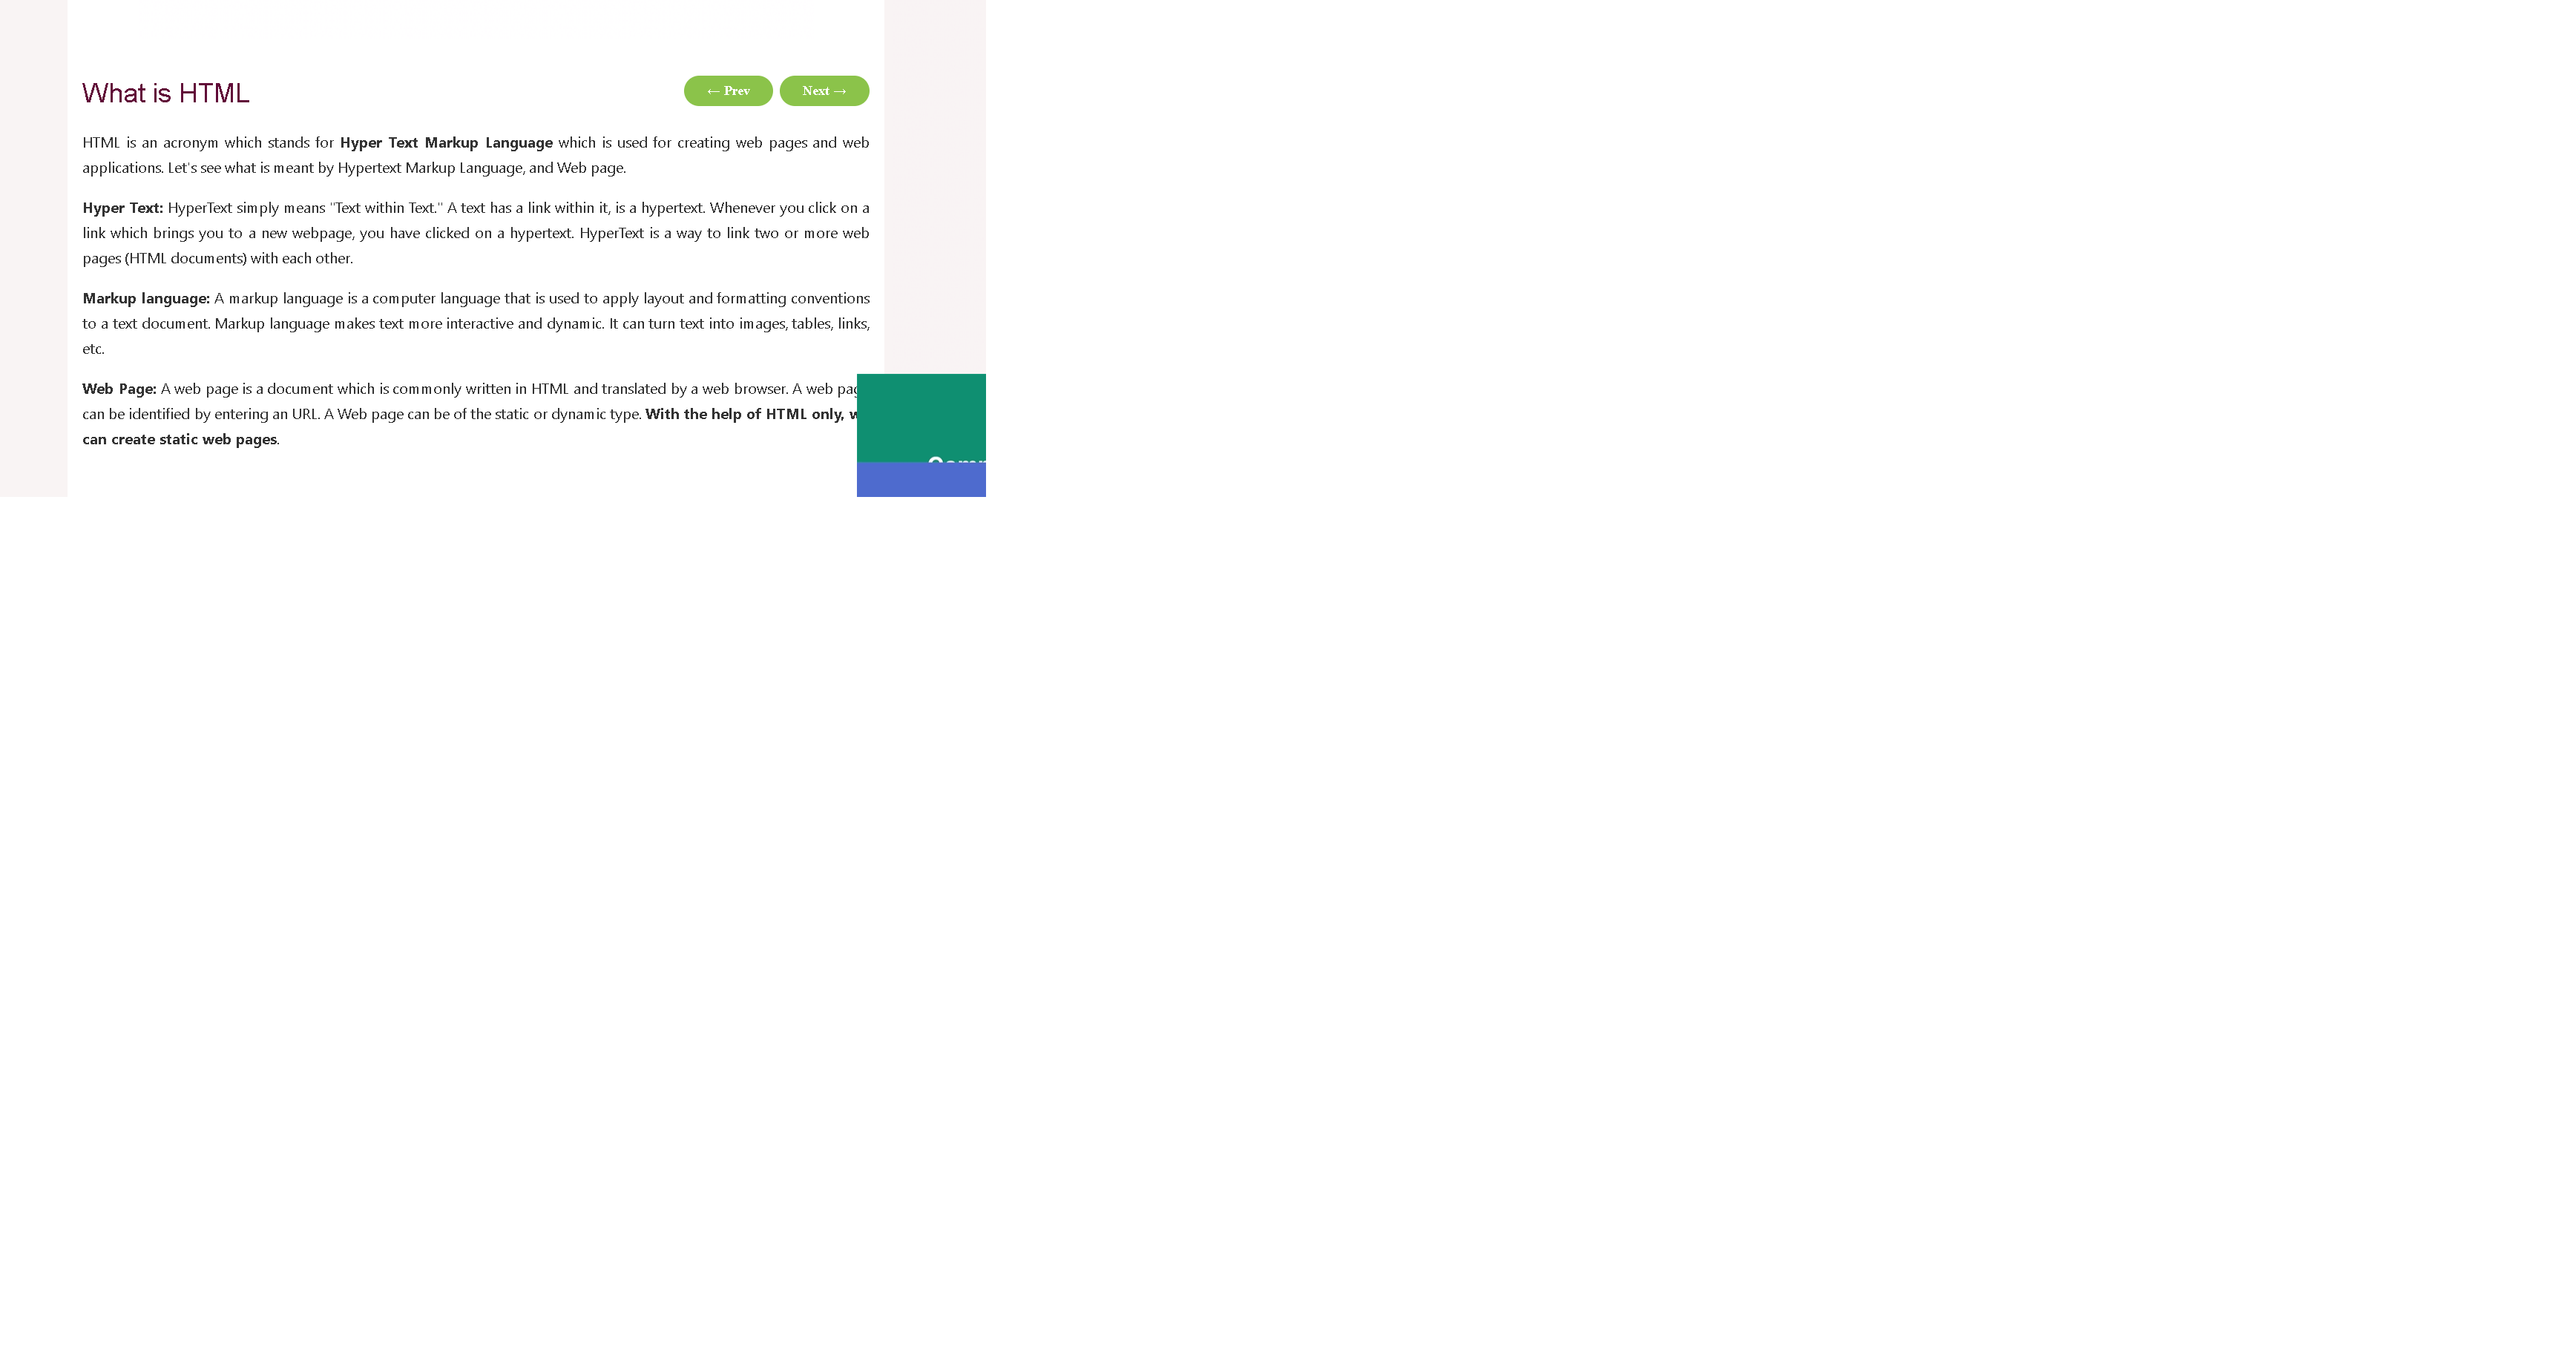 What is HTML
← Prev
Next →
HTML is an acronym which stands for Hyper Text Markup Language which is used for creating web pages and web
applications. Let's see what is meant by Hypertext Markup Language, and Web page.
Hyper Text: HyperText simply means "Text within Text." A text has a link within it, is a hypertext. Whenever you click on a
link which brings you to a new webpage, you have clicked on a hypertext. HyperText is a way to link two or more web
pages (HTML documents) with each other.
Markup language: A markup language is a computer language that is used to apply layout and formatting conventions
to a text document. Markup language makes text more interactive and dynamic. It can turn text into images, tables, links,
etc.
Web Page: A web page is a document which is commonly written in HTML and translated by a web browser. A web
can be identified by entering an URL. A Web page can be of the static or dynamic type. With the help of HTML only,
can create static web pages.